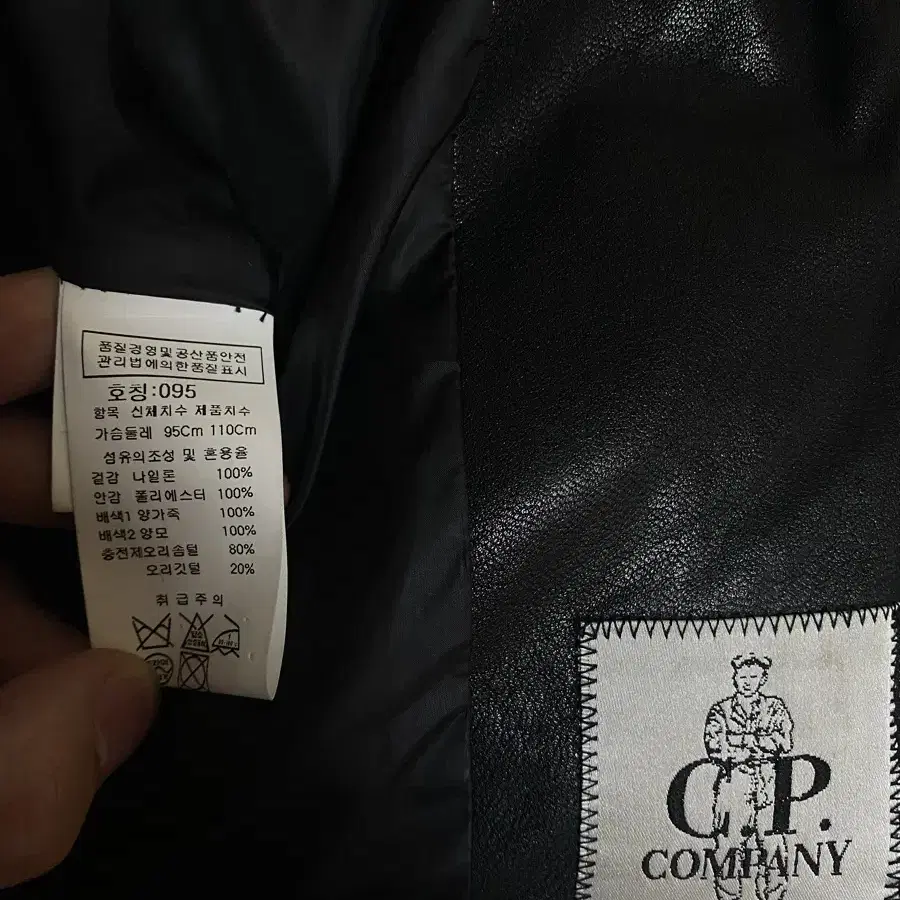 품질경영및공산품안전
관리법에의한품질표시
호칭:095
항목 신체치수 제품치수
가슴둘레 95Cm 110Cm
섬유의조성 및 혼용율
겉감 나일론 100%
안감 폴리에스터 100%
배색1 양가죽 100%
배색2 양모 100%
충전제오리솜털 80%
오리깃털 20%
취급주의
C.P.
COMPANY